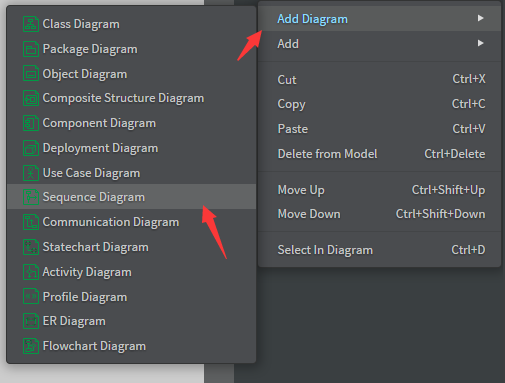 Class Diagram
Package Diagram
Object Diagram
Composite Structure Diagram
Component Diagram
Deployment Diagram
Use Case Diagram
Sequence Diagram
Communication Diagram
Statechart Diagram
Activity Diagram
Profile Diagram
ER Diagram
Flowchart Diagram
Add Diagram
Add
Cut Ctrl+X
Copy Ctrl+C
Paste Ctrl+V
Delete from Model Ctrl+Delete
Move Up Ctrl+Shift+Up
Move Down Ctrl+Shift+Down
Select In Diagram Ctrl+D